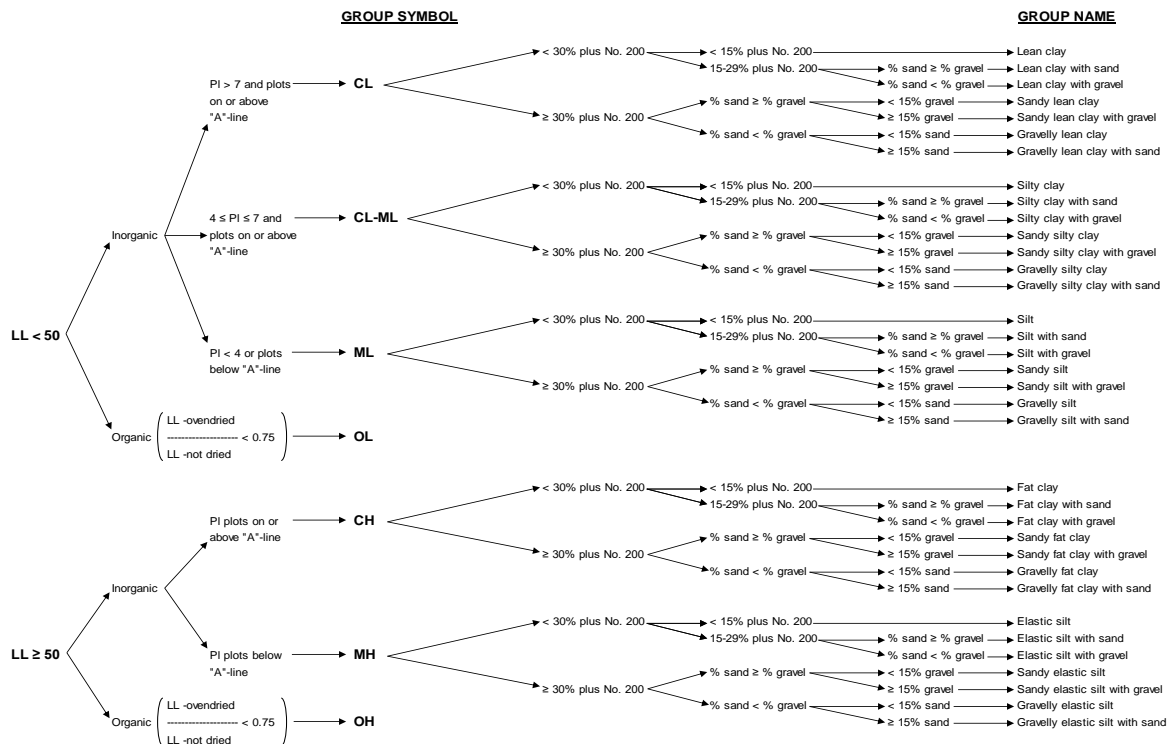 GROUP SYMBOL
GROUP NAME
LL < 50
Inorganic
PI > 7 and plots
on or above
"A"-line
CL
< 30% plus No. 200
< 15% plus No. 200
Lean clay
15-29% plus No. 200
% sand ≥ % gravel
Lean clay with sand
% sand < % gravel
Lean clay with gravel
≥ 30% plus No. 200
% sand ≥ % gravel
< 15% gravel
Sandy lean clay
≥ 15% gravel
Sandy lean clay with gravel
% sand < % gravel
< 15% sand
Gravelly lean clay
≥ 15% sand
Gravelly lean clay with sand
4 ≤ PI ≤ 7 and
plots on or above
"A"-line
CL-ML
< 30% plus No. 200
< 15% plus No. 200
Silty clay
15-29% plus No. 200
% sand ≥ % gravel
Silty clay with sand
% sand < % gravel
Silty clay with gravel
≥ 30% plus No. 200
% sand ≥ % gravel
< 15% gravel
Sandy silty clay
≥ 15% gravel
Sandy silty clay with gravel
% sand < % gravel
< 15% sand
Gravelly silty clay
≥ 15% sand
Gravelly silty clay with sand
PI < 4 or plots
below "A"-line
ML
< 30% plus No. 200
< 15% plus No. 200
Silt
15-29% plus No. 200
% sand ≥ % gravel
Silt with sand
% sand < % gravel
Silt with gravel
≥ 30% plus No. 200
% sand ≥ % gravel
< 15% gravel
Sandy silt
≥ 15% gravel
Sandy silt with gravel
% sand < % gravel
< 15% sand
Gravelly silt
≥ 15% sand
Gravelly silt with sand
Organic
LL -ovendried
-------------------- < 0.75
LL -not dried
OL
LL ≥ 50
Inorganic
PI plots on or
above "A"-line
CH
< 30% plus No. 200
< 15% plus No. 200
Fat clay
15-29% plus No. 200
% sand ≥ % gravel
Fat clay with sand
% sand < % gravel
Fat clay with gravel
≥ 30% plus No. 200
% sand ≥ % gravel
< 15% gravel
Sandy fat clay
≥ 15% gravel
Sandy fat clay with gravel
% sand < % gravel
< 15% sand
Gravelly fat clay
≥ 15% sand
Gravelly fat clay with sand
PI plots below
"A"-line
MH
< 30% plus No. 200
< 15% plus No. 200
Elastic silt
15-29% plus No. 200
% sand ≥ % gravel
Elastic silt with sand
% sand < % gravel
Elastic silt with gravel
≥ 30% plus No. 200
% sand ≥ % gravel
< 15% gravel
Sandy elastic silt
≥ 15% gravel
Sandy elastic silt with gravel
% sand < % gravel
< 15% sand
Gravelly elastic silt
≥ 15% sand
Gravelly elastic silt with sand
Organic
LL -ovendried
-------------------- < 0.75
LL -not dried
OH